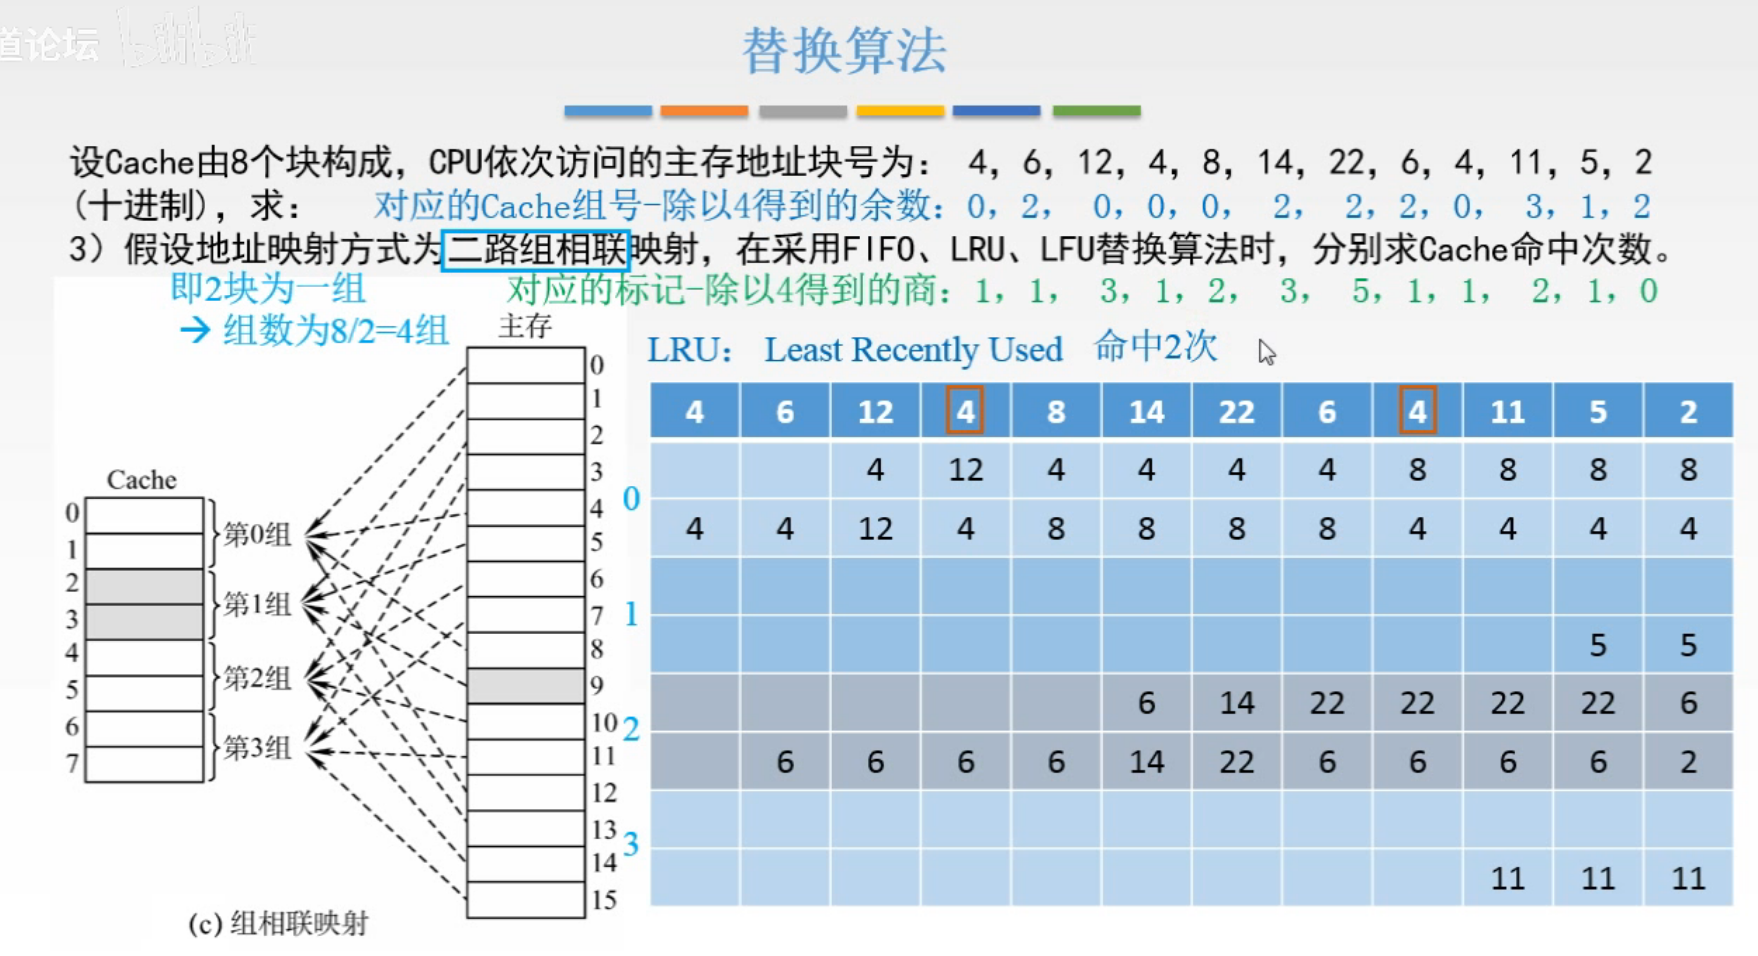 道论坛 bilibili
替换算法
设Cache由8个块构成，CPU依次访问的主存地址块号为： 4，6，12，4，8，14，22，6，4，11，5，2
(十进制)，求： 对应的Cache组号-除以4得到的余数：0，2， 0，0，0， 2， 2，2，0， 3，1，2
3）假设地址映射方式为二路组相联映射，在采用FIFO、LRU、LFU替换算法时，分别求Cache命中次数。
即2块为一组 对应的标记-除以4得到的商：1，1， 3，1，2， 3， 5，1，1， 2，1，0
→ 组数为8/2=4组
主存
LRU： Least Recently Used 命中2次
Cache
0
1
2
3
4
5
6
7
第0组
第1组
第2组
第3组
0
1
2
3
4
5
6
7
8
9
10
11
12
13
14
15
(c) 组相联映射
4 6 12 4 8 14 22 6 4 11 5 2
0
4 12 4 4 4 4 8 8 8 8
4 4 12 4 8 8 8 8 4 4 4 4
1
5 5
2
6 14 22 22 22 22 6
6 6 6 6 14 22 6 6 6 6 2
3
11 11 11